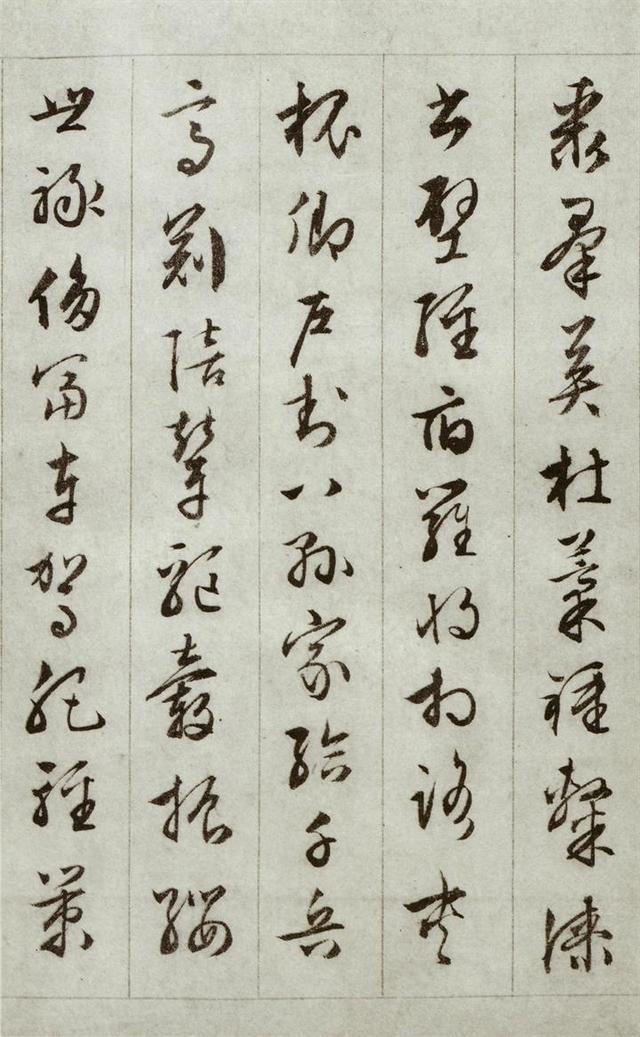 聚群英杜藁鍾隸漆
書壁經府羅將相路夾
槐卿戶封八縣家給千兵
高冠陪輦驅轂振纓
世祿侈富車駕肥輕策